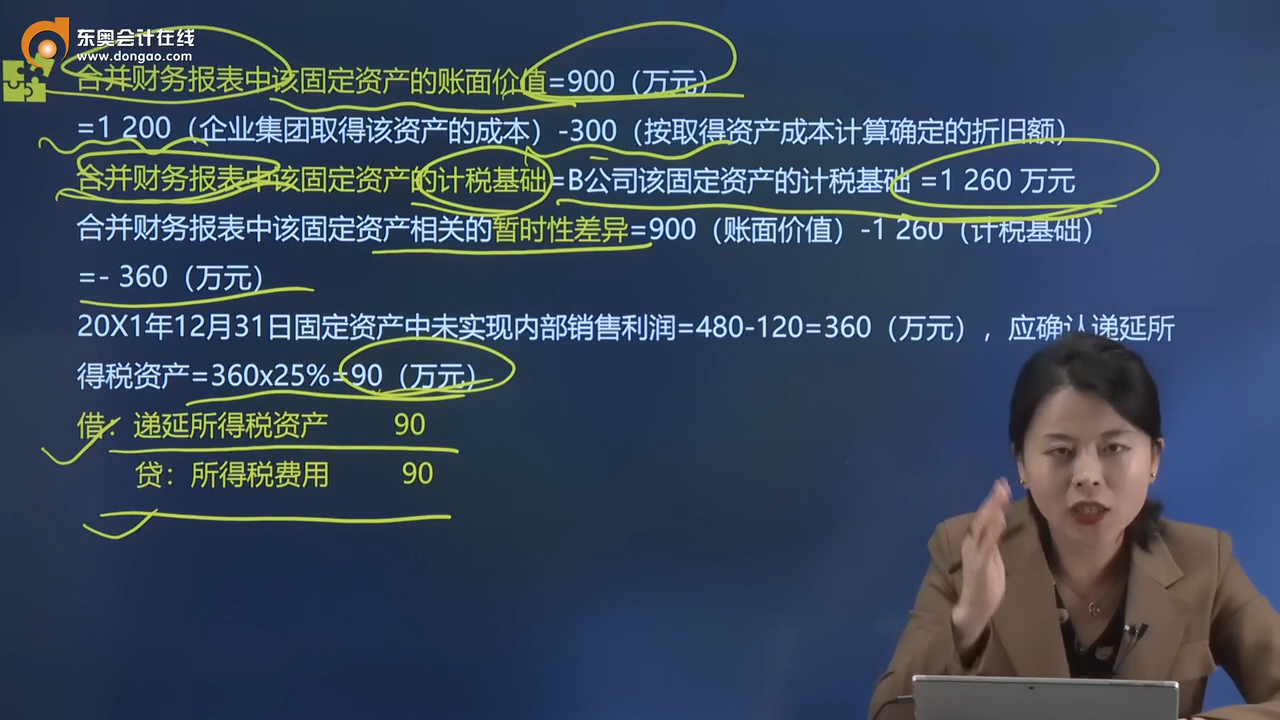 东奥会计在线
www.dongao.com
合并财务报表中该固定资产的账面价值=900（万元）
=1 200（企业集团取得该资产的成本）-300（按取得资产成本计算确定的折旧额）
合并财务报表中该固定资产的计税基础=B公司该固定资产的计税基础 =1 260 万元
合并财务报表中该固定资产相关的暂时性差异=900（账面价值）-1 260（计税基础）
=- 360（万元）
20X1年12月31日固定资产中未实现内部销售利润=480-120=360（万元），应确认递延所
得税资产=360x25%=90（万元）
借：递延所得税资产 90
贷：所得税费用 90